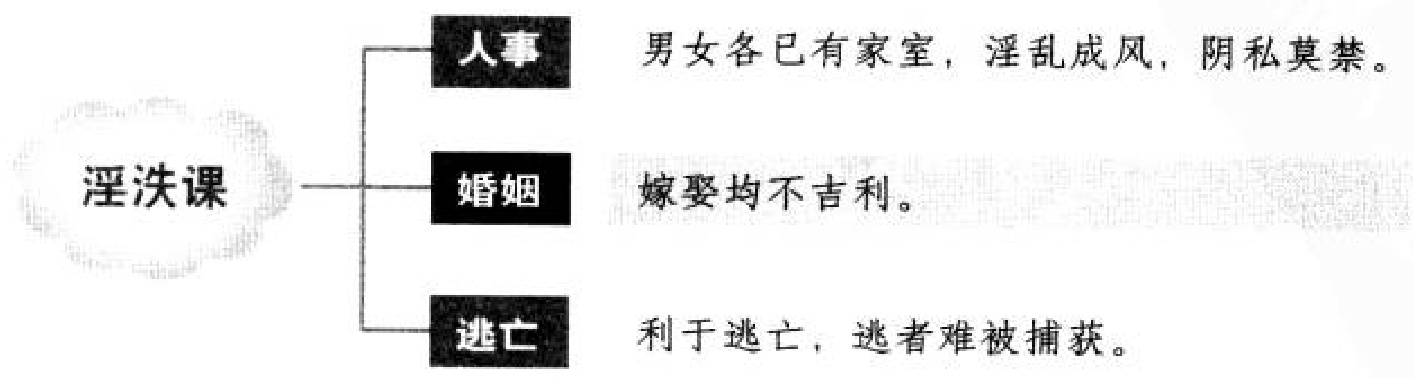 人事 男女各已有家室，淫乱成风，阴私莫禁。
淫泆课 婚姻 嫁娶均不吉利。
逃亡 利于逃亡，逃者难被捕获。